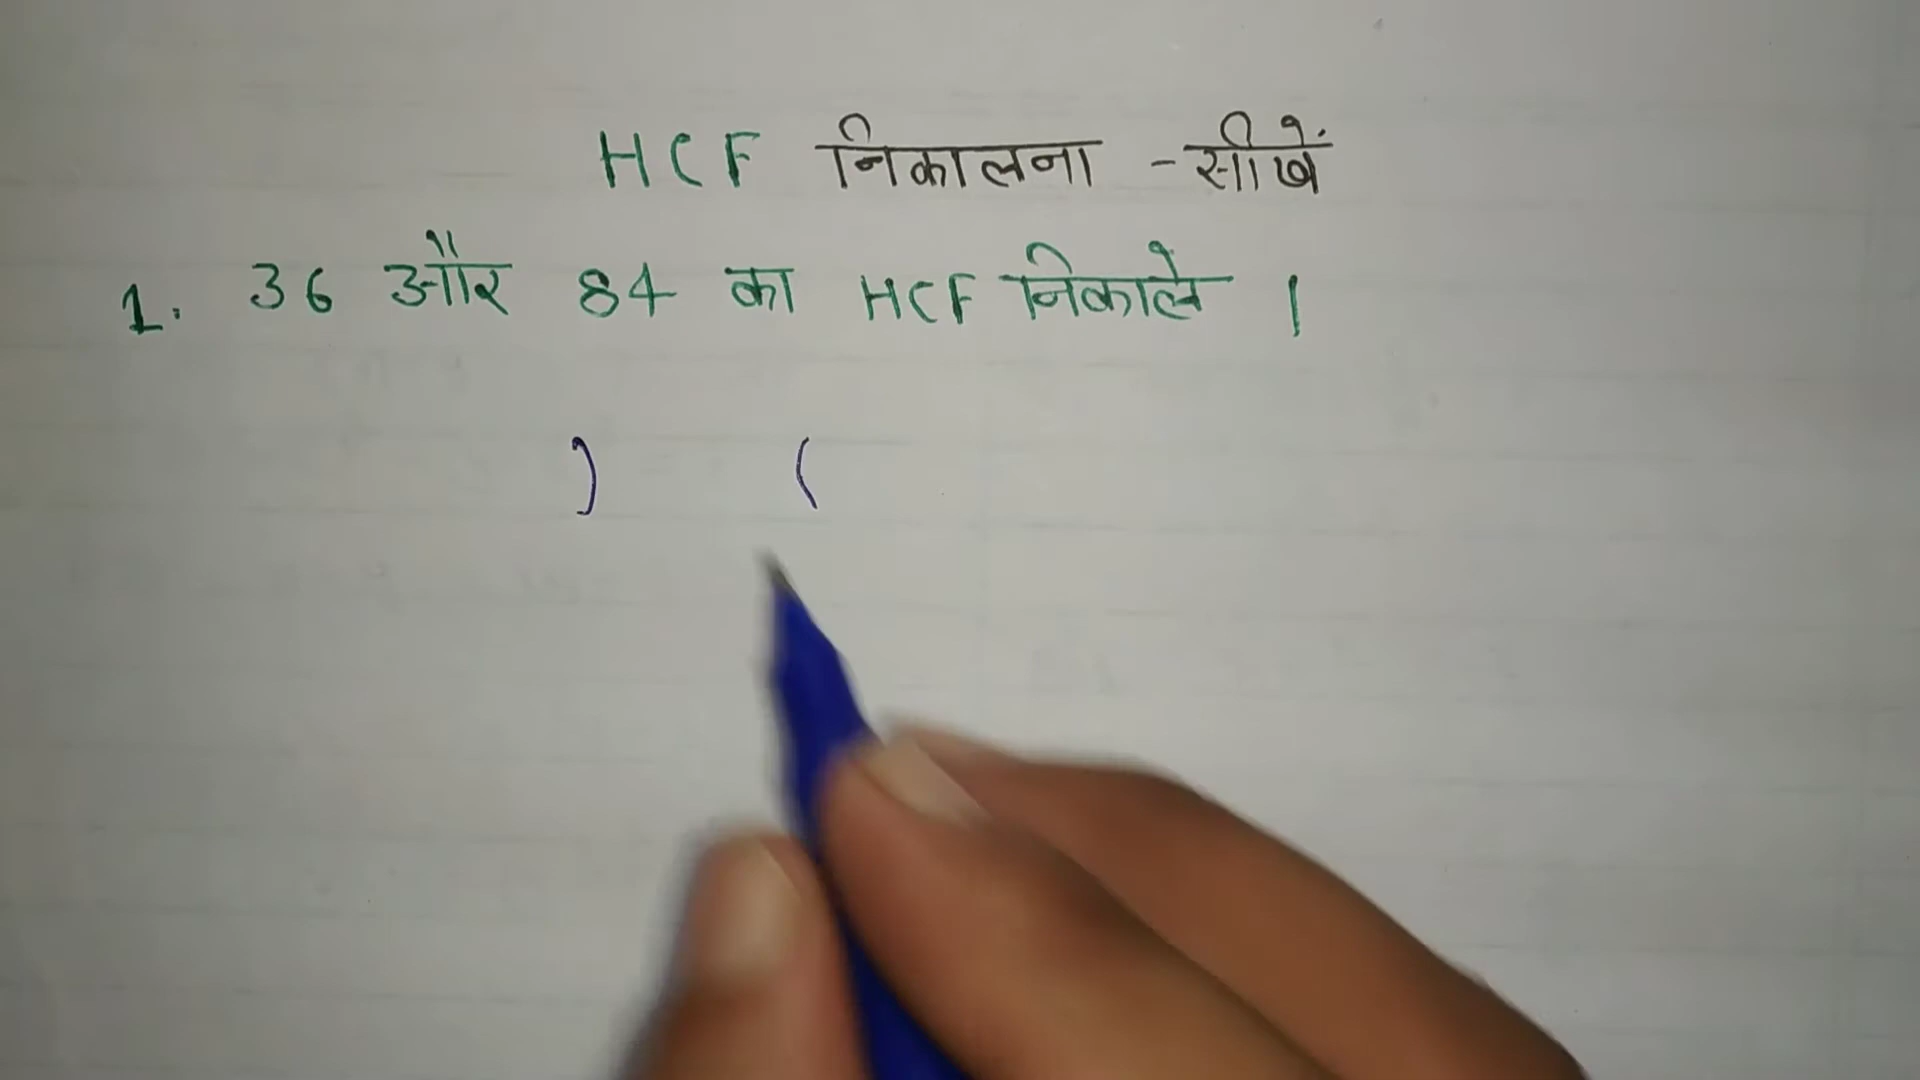 HCF निकालना - सीखें
1. 36 और 84 का HCF निकाले ।
) (